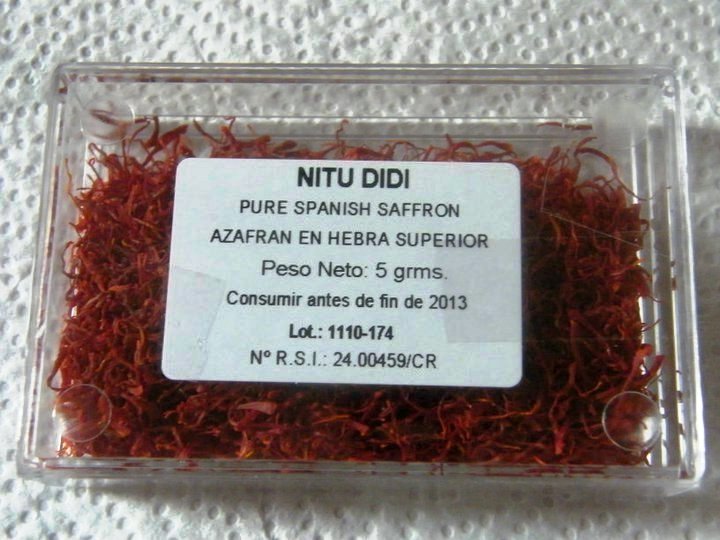 NITU DIDI
PURE SPANISH SAFFRON
AZAFRAN EN HEBRA SUPERIOR
Peso Neto: 5 grms.
Consumir antes de fin de 2013
Lot.: 1110-174
Nº R.S.I.: 24.00459/CR